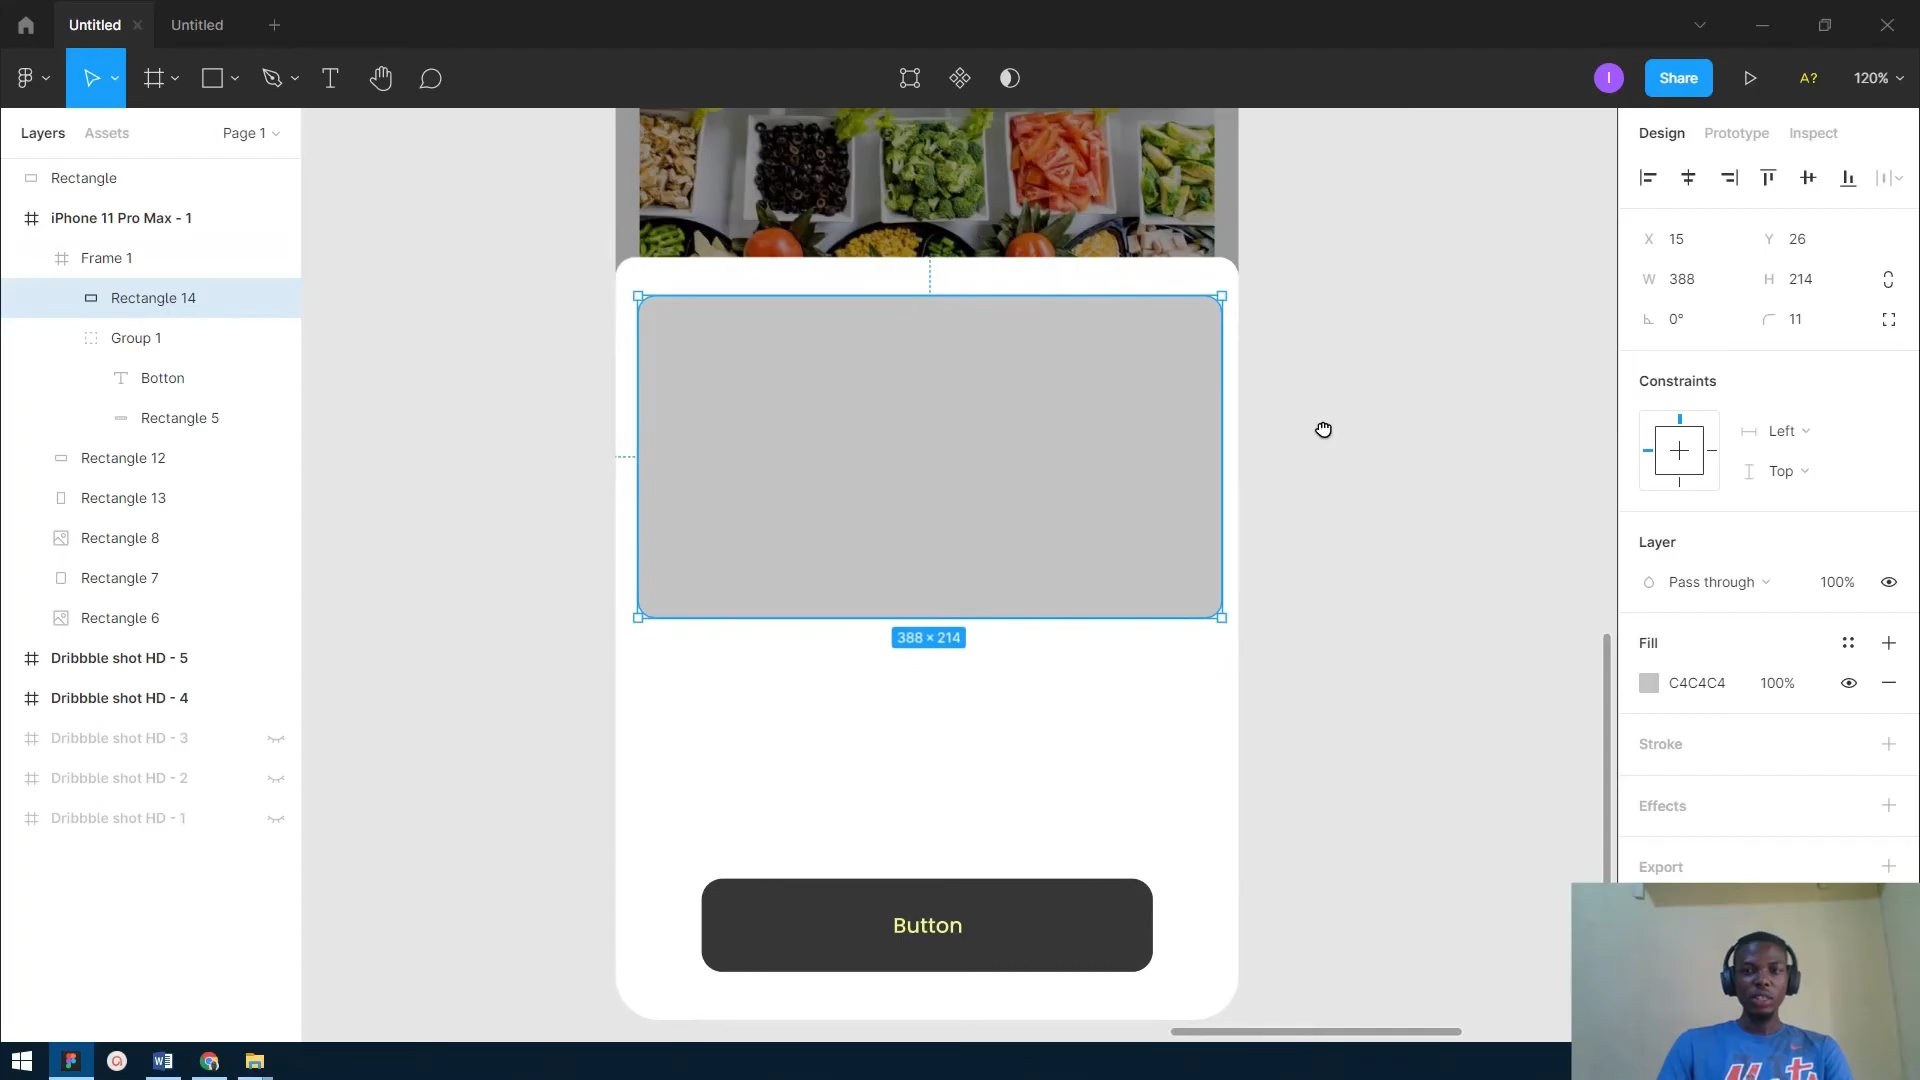 Untitled
Untitled
Share
A?
120%
I
Layers
Assets
Page 1
Rectangle
iPhone 11 Pro Max - 1
Frame 1
Rectangle 14
Group 1
Botton
Rectangle 5
Rectangle 12
Rectangle 13
Rectangle 8
Rectangle 7
Rectangle 6
Dribbble shot HD - 5
Dribbble shot HD - 4
Dribbble shot HD - 3
Dribbble shot HD - 2
Dribbble shot HD - 1
388 × 214
Button
Design
Prototype
Inspect
X 15
Y 26
W 388
H 214
0°
11
Constraints
Left
Top
Layer
Pass through
100%
Fill
C4C4C4
100%
Stroke
Effects
Export